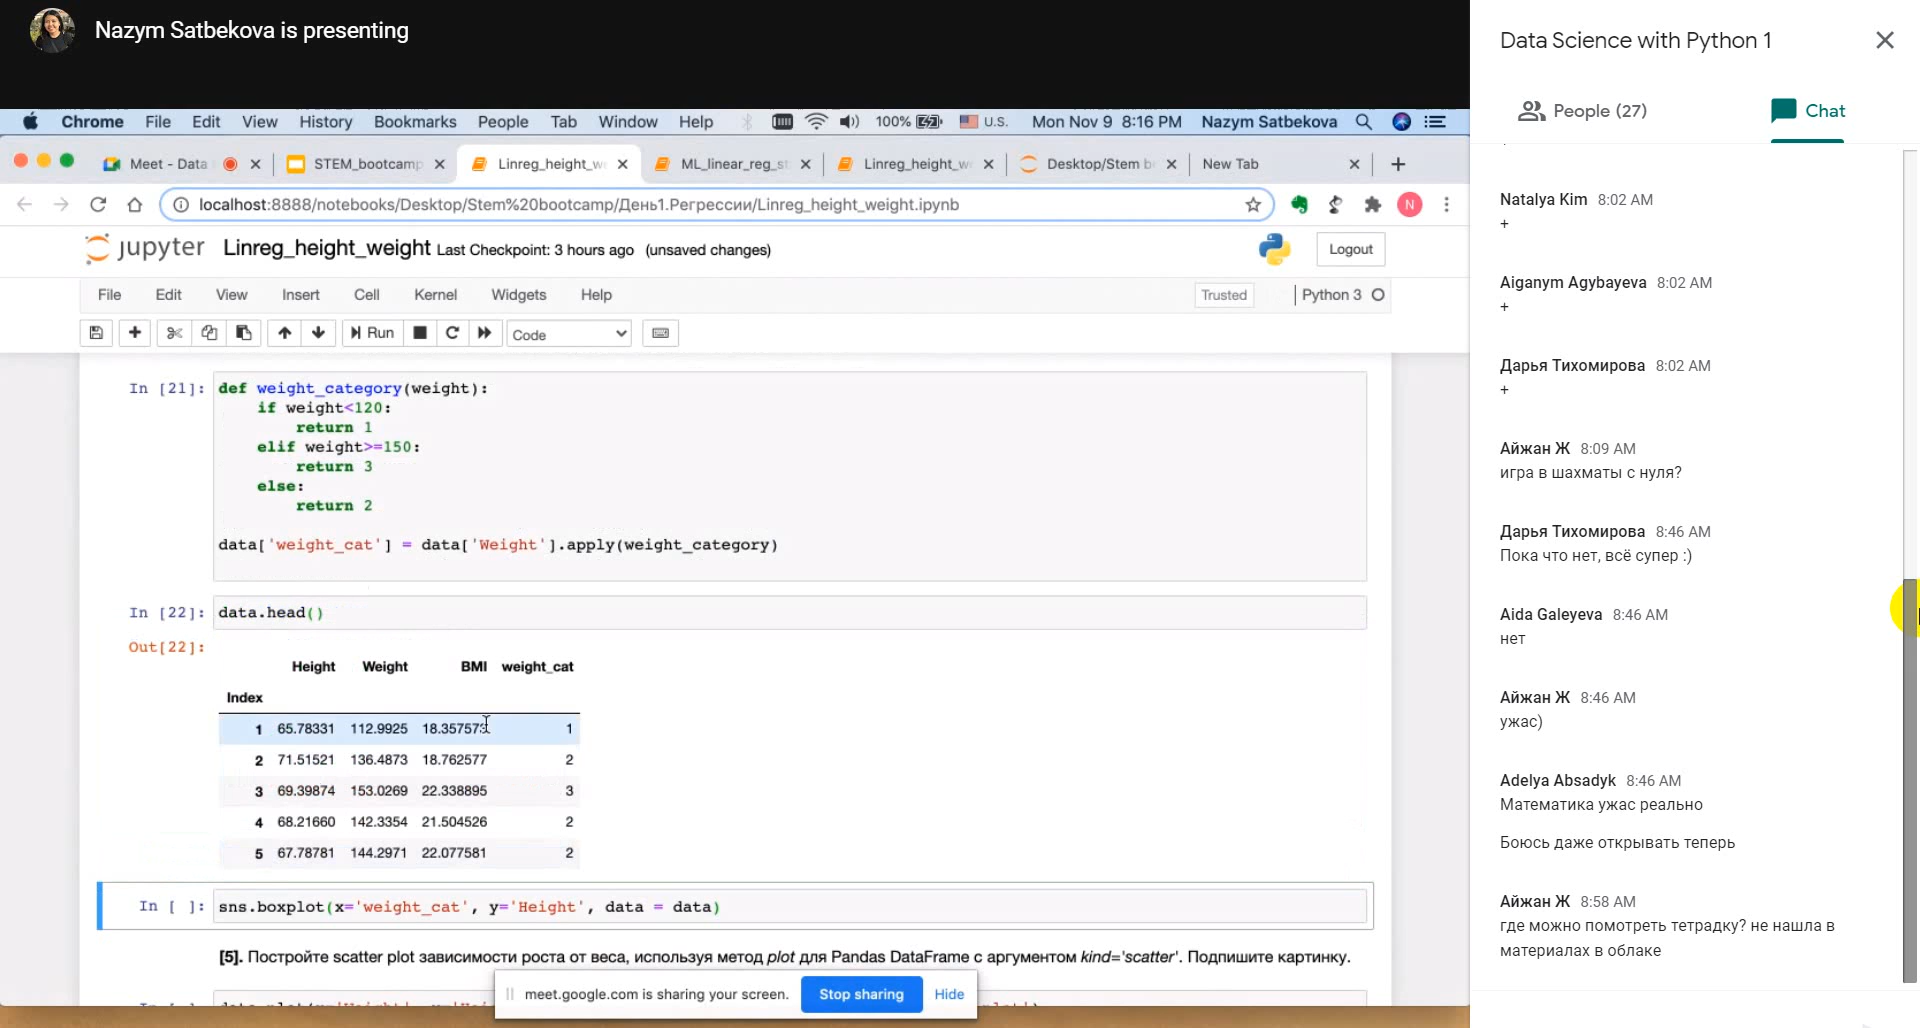 Nazym Satbekova is presenting
Chrome File Edit View History Bookmarks People Tab Window Help 100% U.S. Mon Nov 9 8:16 PM Nazym Satbekova
Meet - Data STEM_bootcamp Linreg_height_we ML_linear_reg_st Linreg_height_we Desktop/Stem b New Tab
localhost:8888/notebooks/Desktop/Stem%20bootcamp/День1.Регрессии/Linreg_height_weight.ipynb N
jupyter Linreg_height_weight Last Checkpoint: 3 hours ago (unsaved changes) Logout
File Edit View Insert Cell Kernel Widgets Help Trusted Python 3
Run Code
In [21]: def weight_category(weight):
if weight<120:
return 1
elif weight>=150:
return 3
else:
return 2
data['weight_cat'] = data['Weight'].apply(weight_category)
In [22]: data.head()
Out[22]:
Height Weight BMI weight_cat
Index
1 65.78331 112.9925 18.357573 1
2 71.51521 136.4873 18.762577 2
3 69.39874 153.0269 22.338895 3
4 68.21660 142.3354 21.504526 2
5 67.78781 144.2971 22.077581 2
In [ ]: sns.boxplot(x='weight_cat', y='Height', data = data)
[5]. Постройте scatter plot зависимости роста от веса, используя метод plot для Pandas DataFrame с аргументом kind='scatter'. Подпишите картинку.
meet.google.com is sharing your screen. Stop sharing Hide
Data Science with Python 1
People (27) Chat
Natalya Kim 8:02 AM
+
Aiganym Agybayeva 8:02 AM
+
Дарья Тихомирова 8:02 AM
+
Айжан Ж 8:09 AM
игра в шахматы с нуля?
Дарья Тихомирова 8:46 AM
Пока что нет, всё супер :)
Aida Galeyeva 8:46 AM
нет
Айжан Ж 8:46 AM
ужас)
Adelya Absadyk 8:46 AM
Математика ужас реально
Боюсь даже открывать теперь
Айжан Ж 8:58 AM
где можно помотреть тетрадку? не нашла в
материалах в облаке